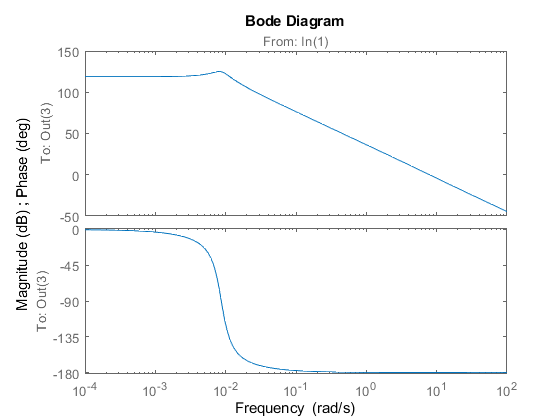 Bode Diagram
From: In(1)
Magnitude (dB) ; Phase (deg)
To: Out(3)
150
100
50
0
-50
To: Out(3)
0
-45
-90
-135
-180
10^-4 10^-3 10^-2 10^-1 10^0 10^1 10^2
Frequency (rad/s)